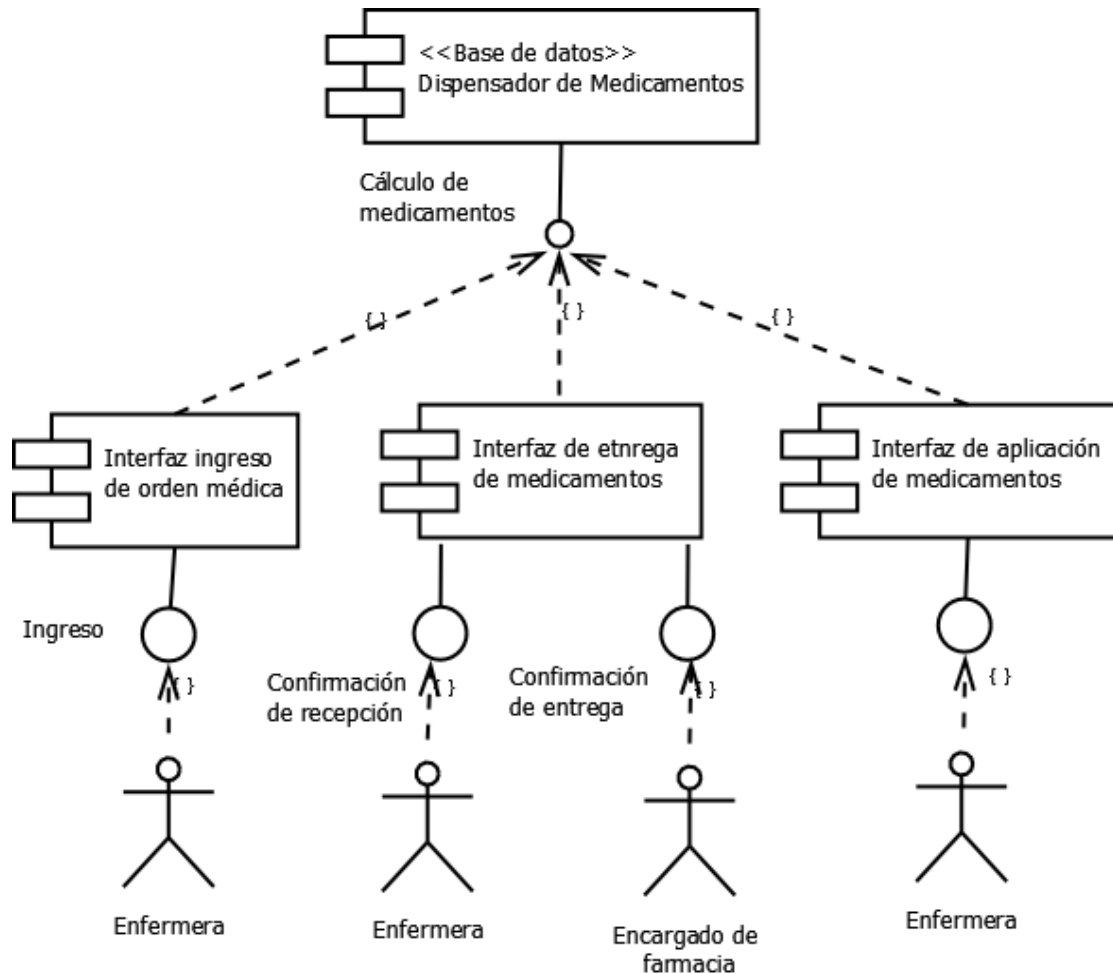 <<Base de datos>>
Dispensador de Medicamentos
Cálculo de
medicamentos
{ }
{ }
{ }
Interfaz ingreso
de orden médica
Interfaz de etnrega
de medicamentos
Interfaz de aplicación
de medicamentos
Ingreso
{ }
Confirmación
de recepción
{ }
Confirmación
de entrega
{ }
{ }
Enfermera
Enfermera
Encargado de
farmacia
Enfermera